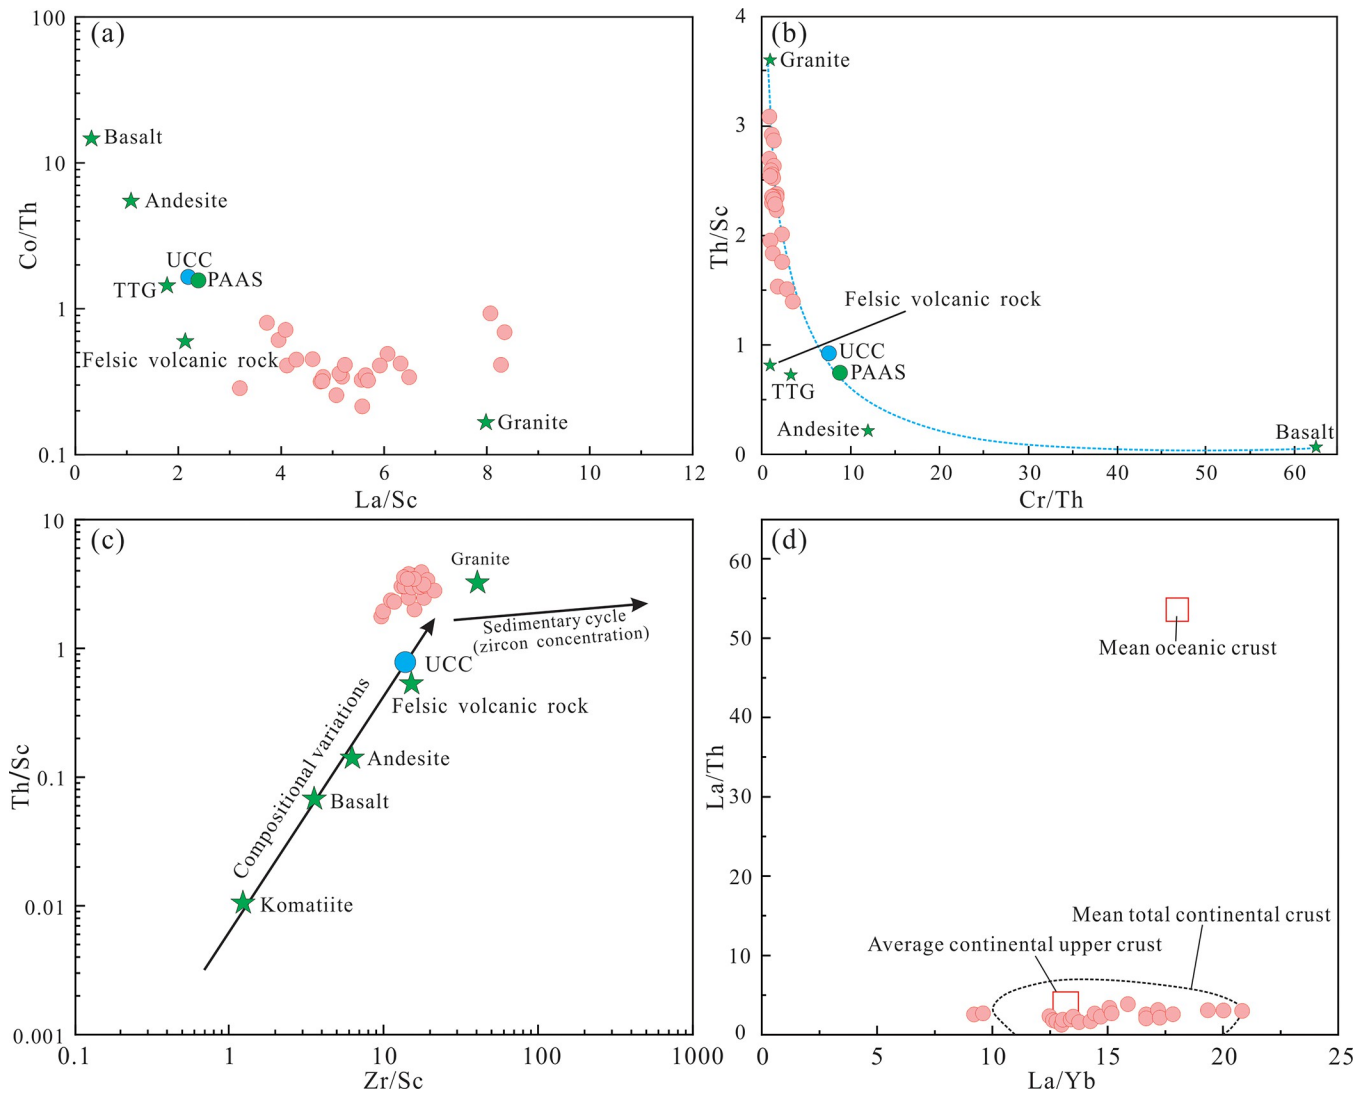 (a)
100
10
1
0.1
Co/Th
Basalt
Andesite
UCC
PAAS
TTG
Felsic volcanic rock
Granite
0
2
4
6
8
10
12
La/Sc
(b)
4
3
2
1
0
Th/Sc
Granite
Felsic volcanic rock
UCC
PAAS
TTG
Andesite
Basalt
0
10
20
30
40
50
60
Cr/Th
(c)
10
1
0.1
0.01
0.001
Th/Sc
Granite
Sedimentary cycle
(zircon concentration)
UCC
Felsic volcanic rock
Compositional variations
Andesite
Basalt
Komatiite
0.1
1
10
100
1000
Zr/Sc
(d)
60
50
40
30
20
10
0
La/Th
Mean oceanic crust
Mean total continental crust
Average continental upper crust
0
5
10
15
20
25
La/Yb